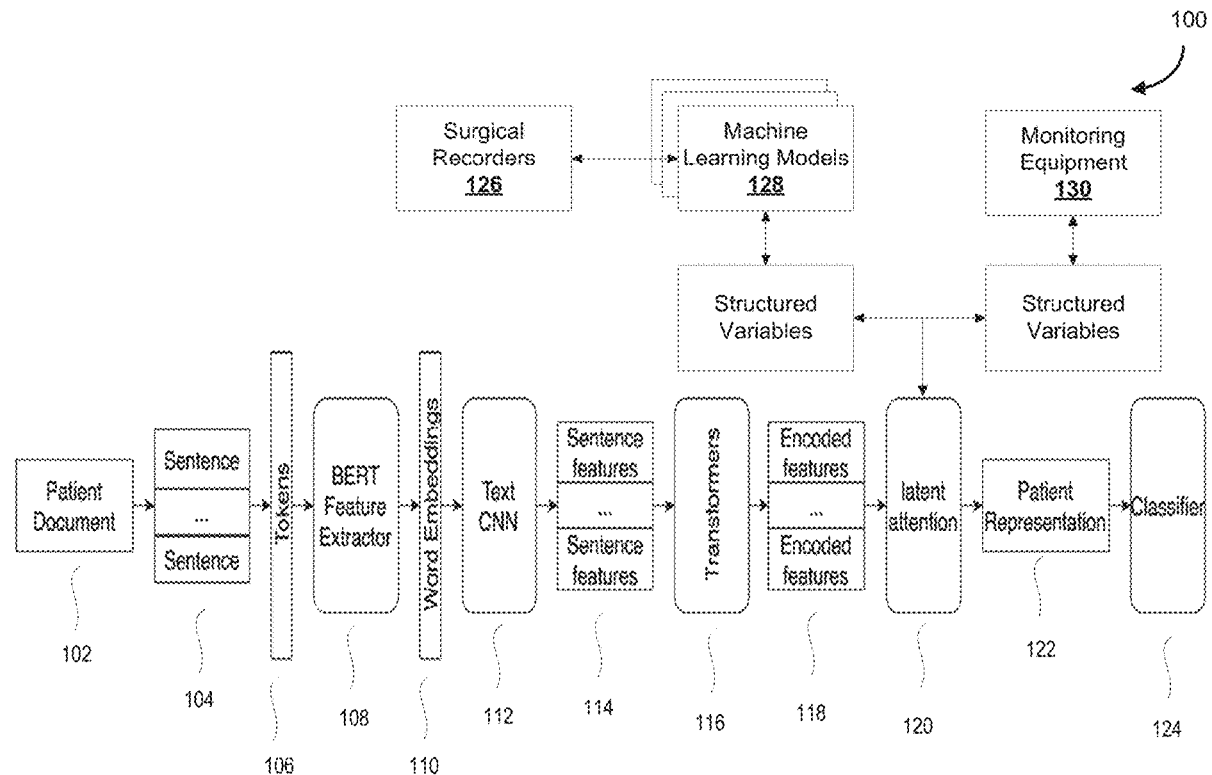 100
Surgical
Recorders
126
Machine
Learning Models
128
Monitoring
Equipment
130
Structured
Variables
Structured
Variables
Patient
Document
Sentence
...
Sentence
Tokens
BERT
Feature
Extractor
Word Embeddings
Text
CNN
Sentence
features
...
Sentence
features
Transformers
Encoded
features
...
Encoded
features
latent
attention
Patient
Representation
Classifier
102
104
106
108
110
112
114
116
118
120
122
124